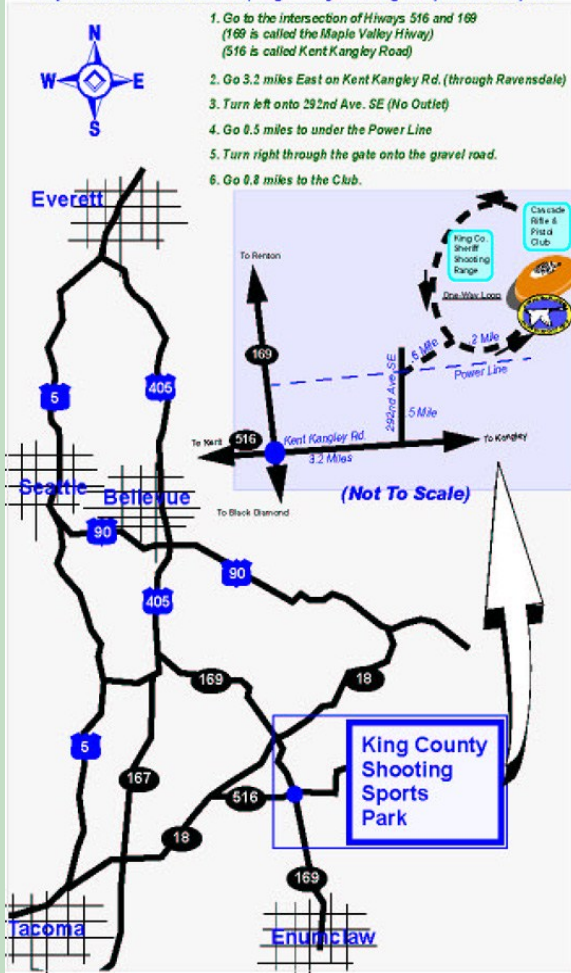 1. Go to the intersection of Hiways 516 and 169
(169 is called the Maple Valley Hiway)
(516 is called Kent Kangley Road)
2. Go 3.2 miles East on Kent Kangley Rd. (through Ravensdale)
3. Turn left onto 292nd Ave. SE (No Outlet)
4. Go 0.5 miles to under the Power Line
5. Turn right through the gate onto the gravel road.
6. Go 0.8 miles to the Club.
N
W
E
S
Everett
5
405
Seattle
Bellevue
90
90
405
169
18
5
167
516
18
169
Tacoma
Enumclaw
King County
Shooting
Sports
Park
To Renton
169
King Co.
Sheriff
Shooting
Range
Cascade
Rifle &
Pistol
Club
One-Way Loop
.6 Mile
.2 Mile
Power Line
292nd Ave. SE
.5 Mile
To Kent
516
Kent Kangley Rd.
3.2 Miles
To Kangley
To Black Diamond
(Not To Scale)